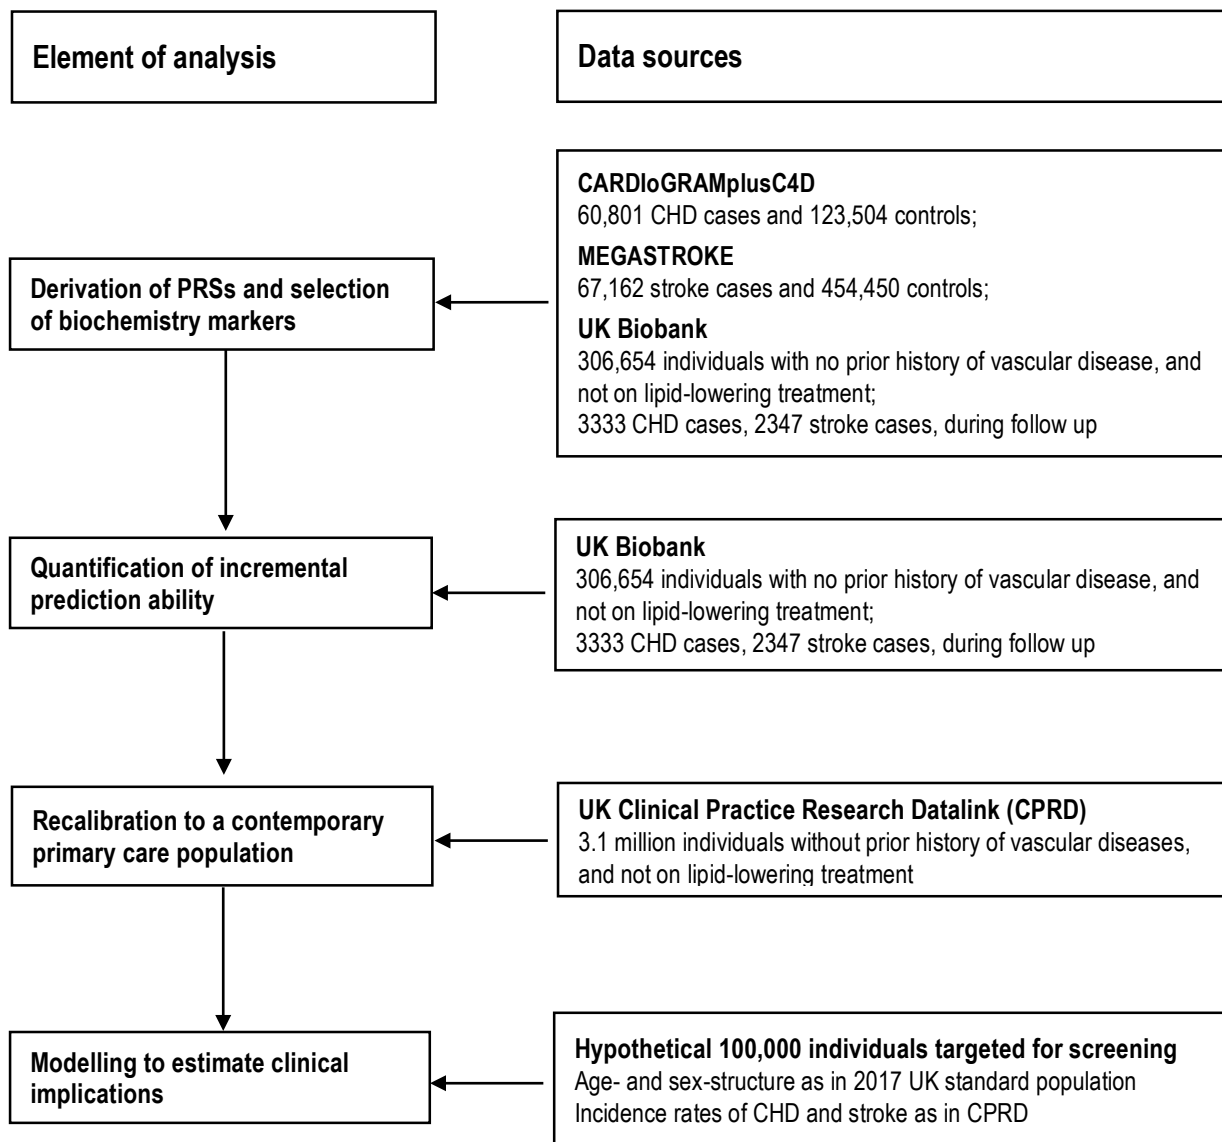 Element of analysis
Data sources
CARDIoGRAMplusC4D
60,801 CHD cases and 123,504 controls;
MEGASTROKE
67,162 stroke cases and 454,450 controls;
UK Biobank
306,654 individuals with no prior history of vascular disease, and
not on lipid-lowering treatment;
3333 CHD cases, 2347 stroke cases, during follow up
Derivation of PRSs and selection
of biochemistry markers
Quantification of incremental
prediction ability
UK Biobank
306,654 individuals with no prior history of vascular disease, and
not on lipid-lowering treatment;
3333 CHD cases, 2347 stroke cases, during follow up
Recalibration to a contemporary
primary care population
UK Clinical Practice Research Datalink (CPRD)
3.1 million individuals without prior history of vascular diseases,
and not on lipid-lowering treatment
Modelling to estimate clinical
implications
Hypothetical 100,000 individuals targeted for screening
Age- and sex-structure as in 2017 UK standard population
Incidence rates of CHD and stroke as in CPRD